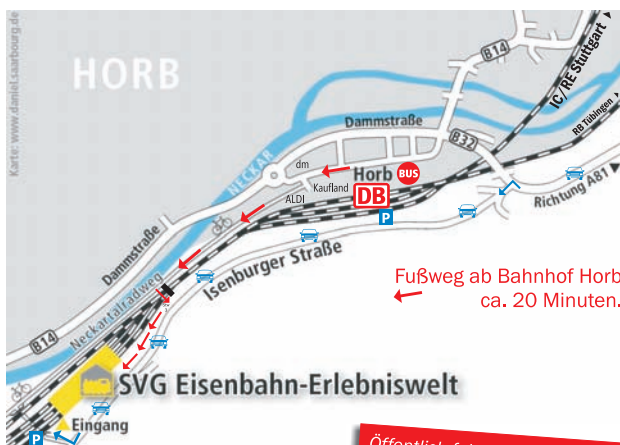 Karte: www.daniel.saarbourg.de
HORB
B14
IC/RE Stuttgart
RB Tübingen
Dammstraße
B32
NECKAR
dm
Horb
BUS
Kaufland
DB
ALDI
P
Richtung A81
Isenburger Straße
Dammstraße
Fußweg ab Bahnhof Horb
ca. 20 Minuten.
Neckartalradweg
B14
SVG Eisenbahn-Erlebniswelt
Eingang
P